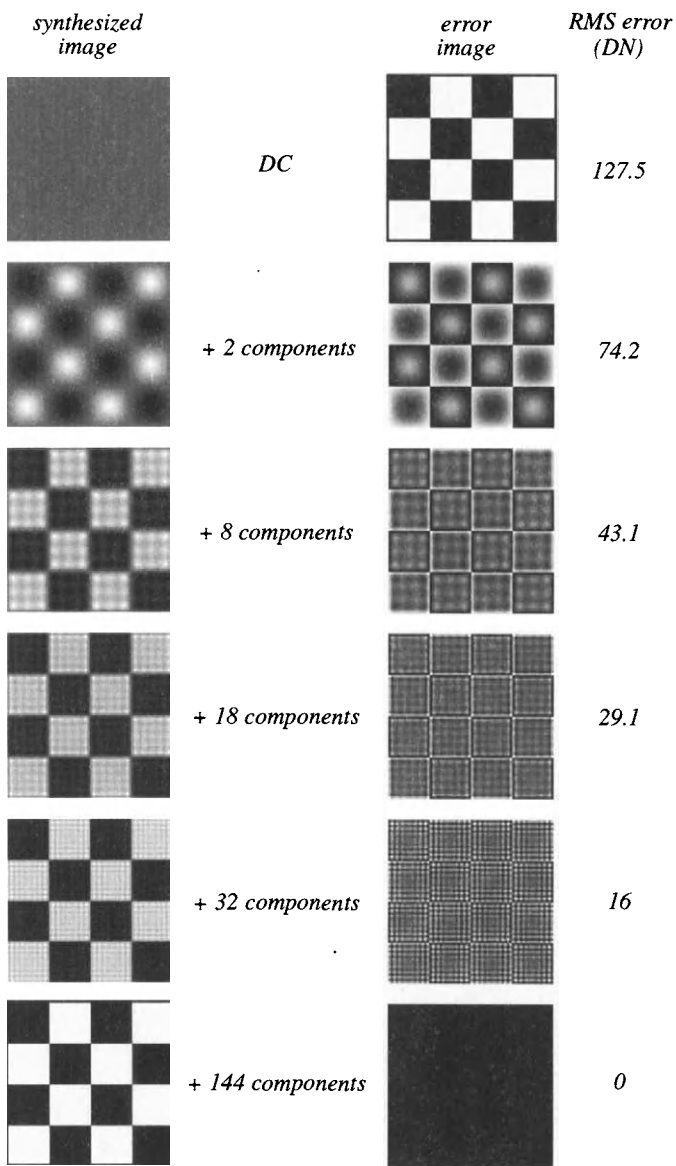 synthesized
image
error
image
RMS error
(DN)
DC
127.5
+ 2 components
74.2
+ 8 components
43.1
+ 18 components
29.1
+ 32 components
16
+ 144 components
0